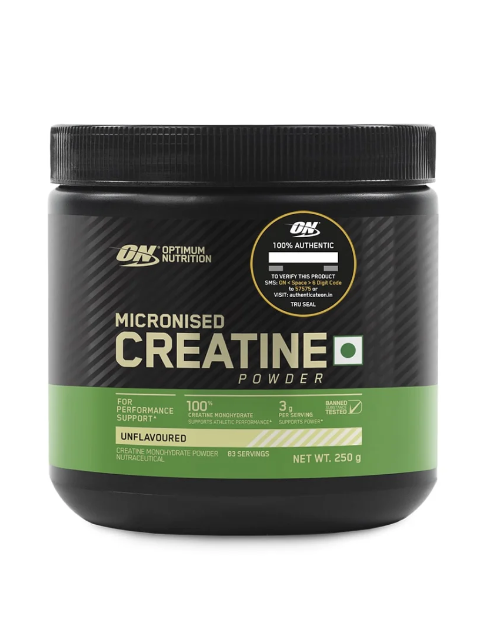 ON
100% AUTHENTIC
TO VERIFY THIS PRODUCT
SMS: ON < Space > 6 Digit Code
to 57575 or
VISIT: authenticateon.in
TRU SEAL
ON OPTIMUM
NUTRITION
MICRONISED
CREATINE
POWDER
FOR
PERFORMANCE
SUPPORT*
100%
CREATINE MONOHYDRATE
SUPPORTS ATHLETIC PERFORMANCE*
3g
PER SERVING
SUPPORTS POWER*
BANNED
SUBSTANCE
TESTED
UNFLAVOURED
CREATINE MONOHYDRATE POWDER
NUTRACEUTICAL
83 SERVINGS
NET WT. 250 g